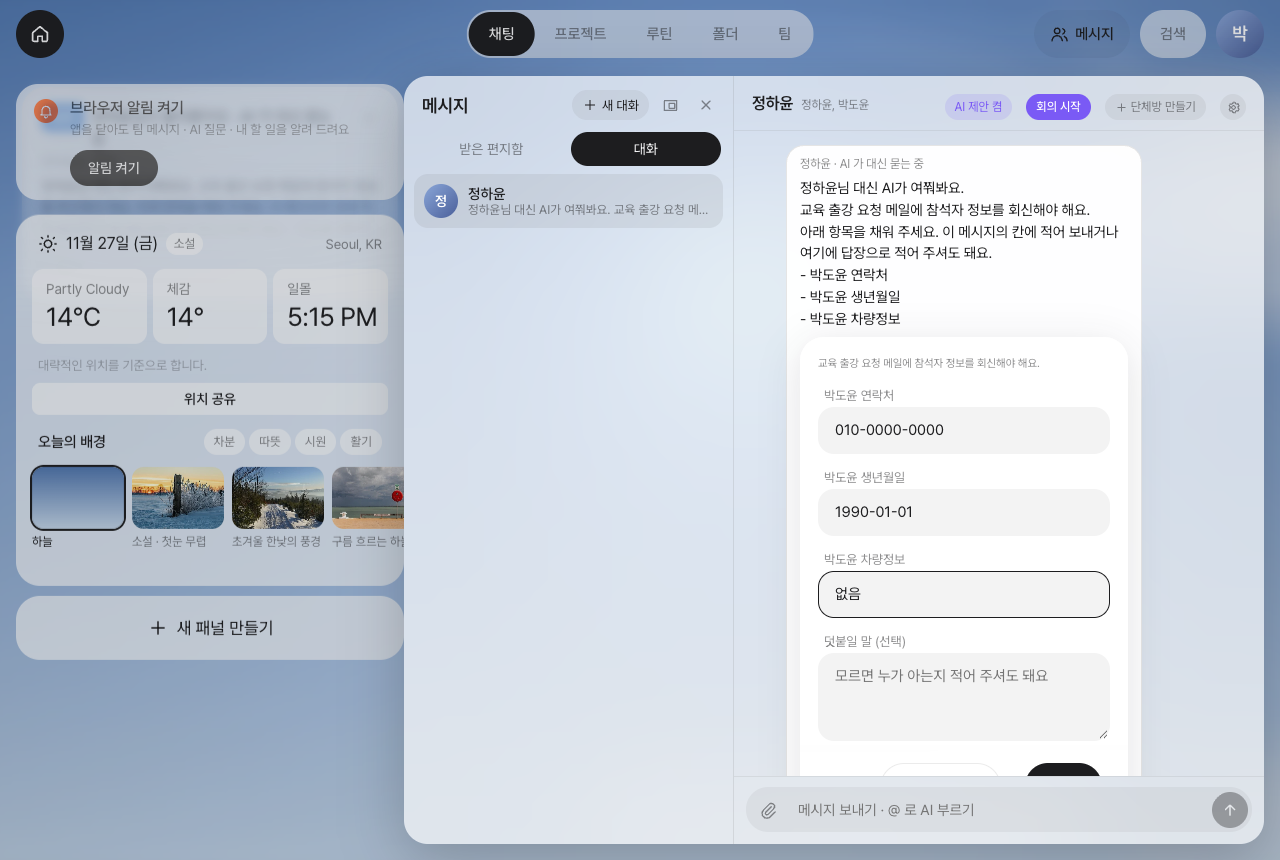 채팅
프로젝트
루틴
폴더
팀
메시지
검색
박
브라우저 알림 켜기
앱을 닫아도 팀 메시지 · AI 질문 · 내 할 일을 알려 드려요
알림 켜기
11월 27일 (금)
소설
Seoul, KR
Partly Cloudy
14°C
체감
14°
일몰
5:15 PM
대략적인 위치를 기준으로 합니다.
위치 공유
오늘의 배경
차분
따뜻
시원
활기
하늘
소설 · 첫눈 무렵
초겨울 한낮의 풍경
구름 흐르는 하늘
+ 새 패널 만들기
메시지
+ 새 대화
받은 편지함
대화
정
정하윤
정하윤님 대신 AI가 여쭤봐요. 교육 출강 요청 메...
정하윤
정하윤, 박도윤
AI 제안 켬
회의 시작
+ 단체방 만들기
정하윤 · AI 가 대신 묻는 중
정하윤님 대신 AI가 여쭤봐요.
교육 출강 요청 메일에 참석자 정보를 회신해야 해요.
아래 항목을 채워 주세요. 이 메시지의 칸에 적어 보내거나
여기에 답장으로 적어 주셔도 돼요.
- 박도윤 연락처
- 박도윤 생년월일
- 박도윤 차량정보
교육 출강 요청 메일에 참석자 정보를 회신해야 해요.
박도윤 연락처
010-0000-0000
박도윤 생년월일
1990-01-01
박도윤 차량정보
없음
덧붙일 말 (선택)
모르면 누가 아는지 적어 주셔도 돼요
메시지 보내기 · @ 로 AI 부르기